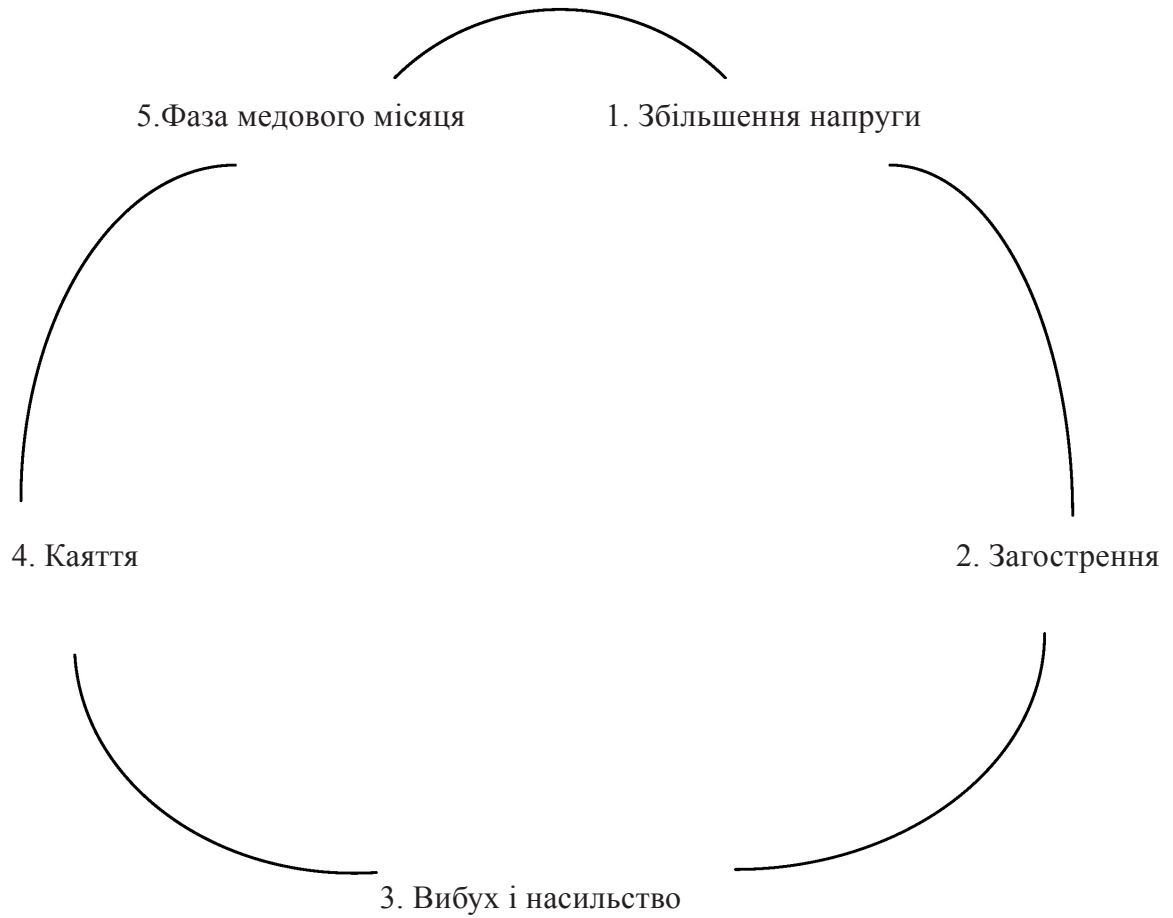 5.Фаза медового місяця
1. Збільшення напруги
4. Каяття
2. Загострення
3. Вибух і насильство